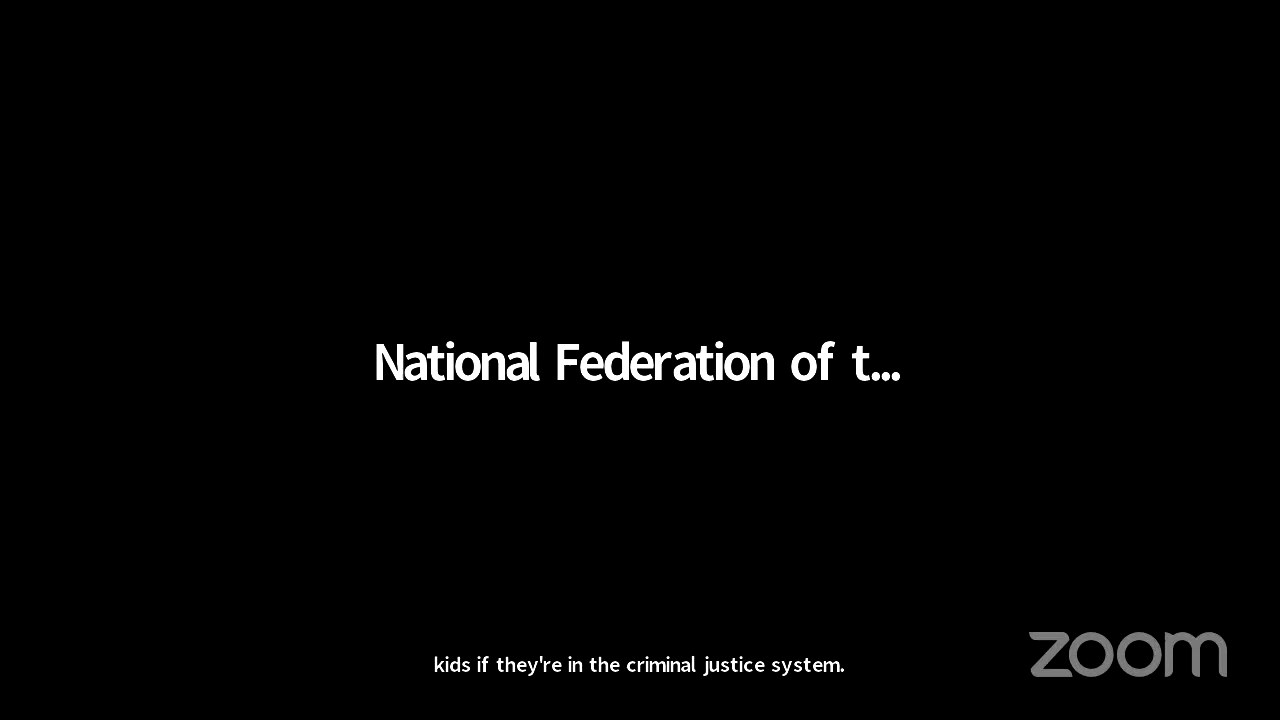 National Federation of t...
kids if they're in the criminal justice system.
zoom